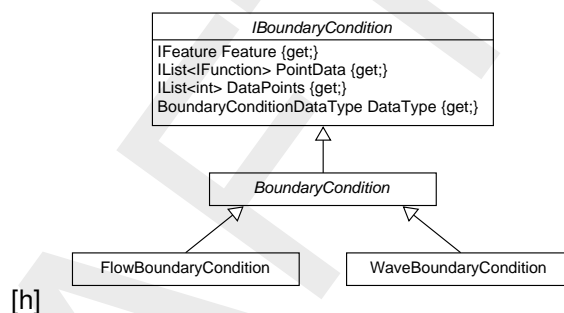 IBoundaryCondition
IFeature Feature {get;}
IList<IFunction> PointData {get;}
IList<int> DataPoints {get;}
BoundaryConditionDataType DataType {get;}
BoundaryCondition
FlowBoundaryCondition
WaveBoundaryCondition
[h]